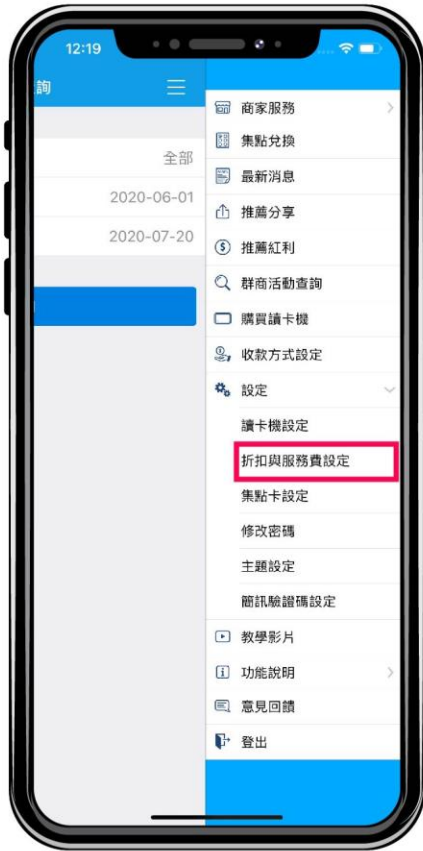 12:19
詢
全部
2020-06-01
2020-07-20
商家服務
集點兌換
最新消息
推薦分享
推薦紅利
群商活動查詢
購買讀卡機
收款方式設定
設定
讀卡機設定
折扣與服務費設定
集點卡設定
修改密碼
主題設定
簡訊驗證碼設定
教學影片
功能說明
意見回饋
登出